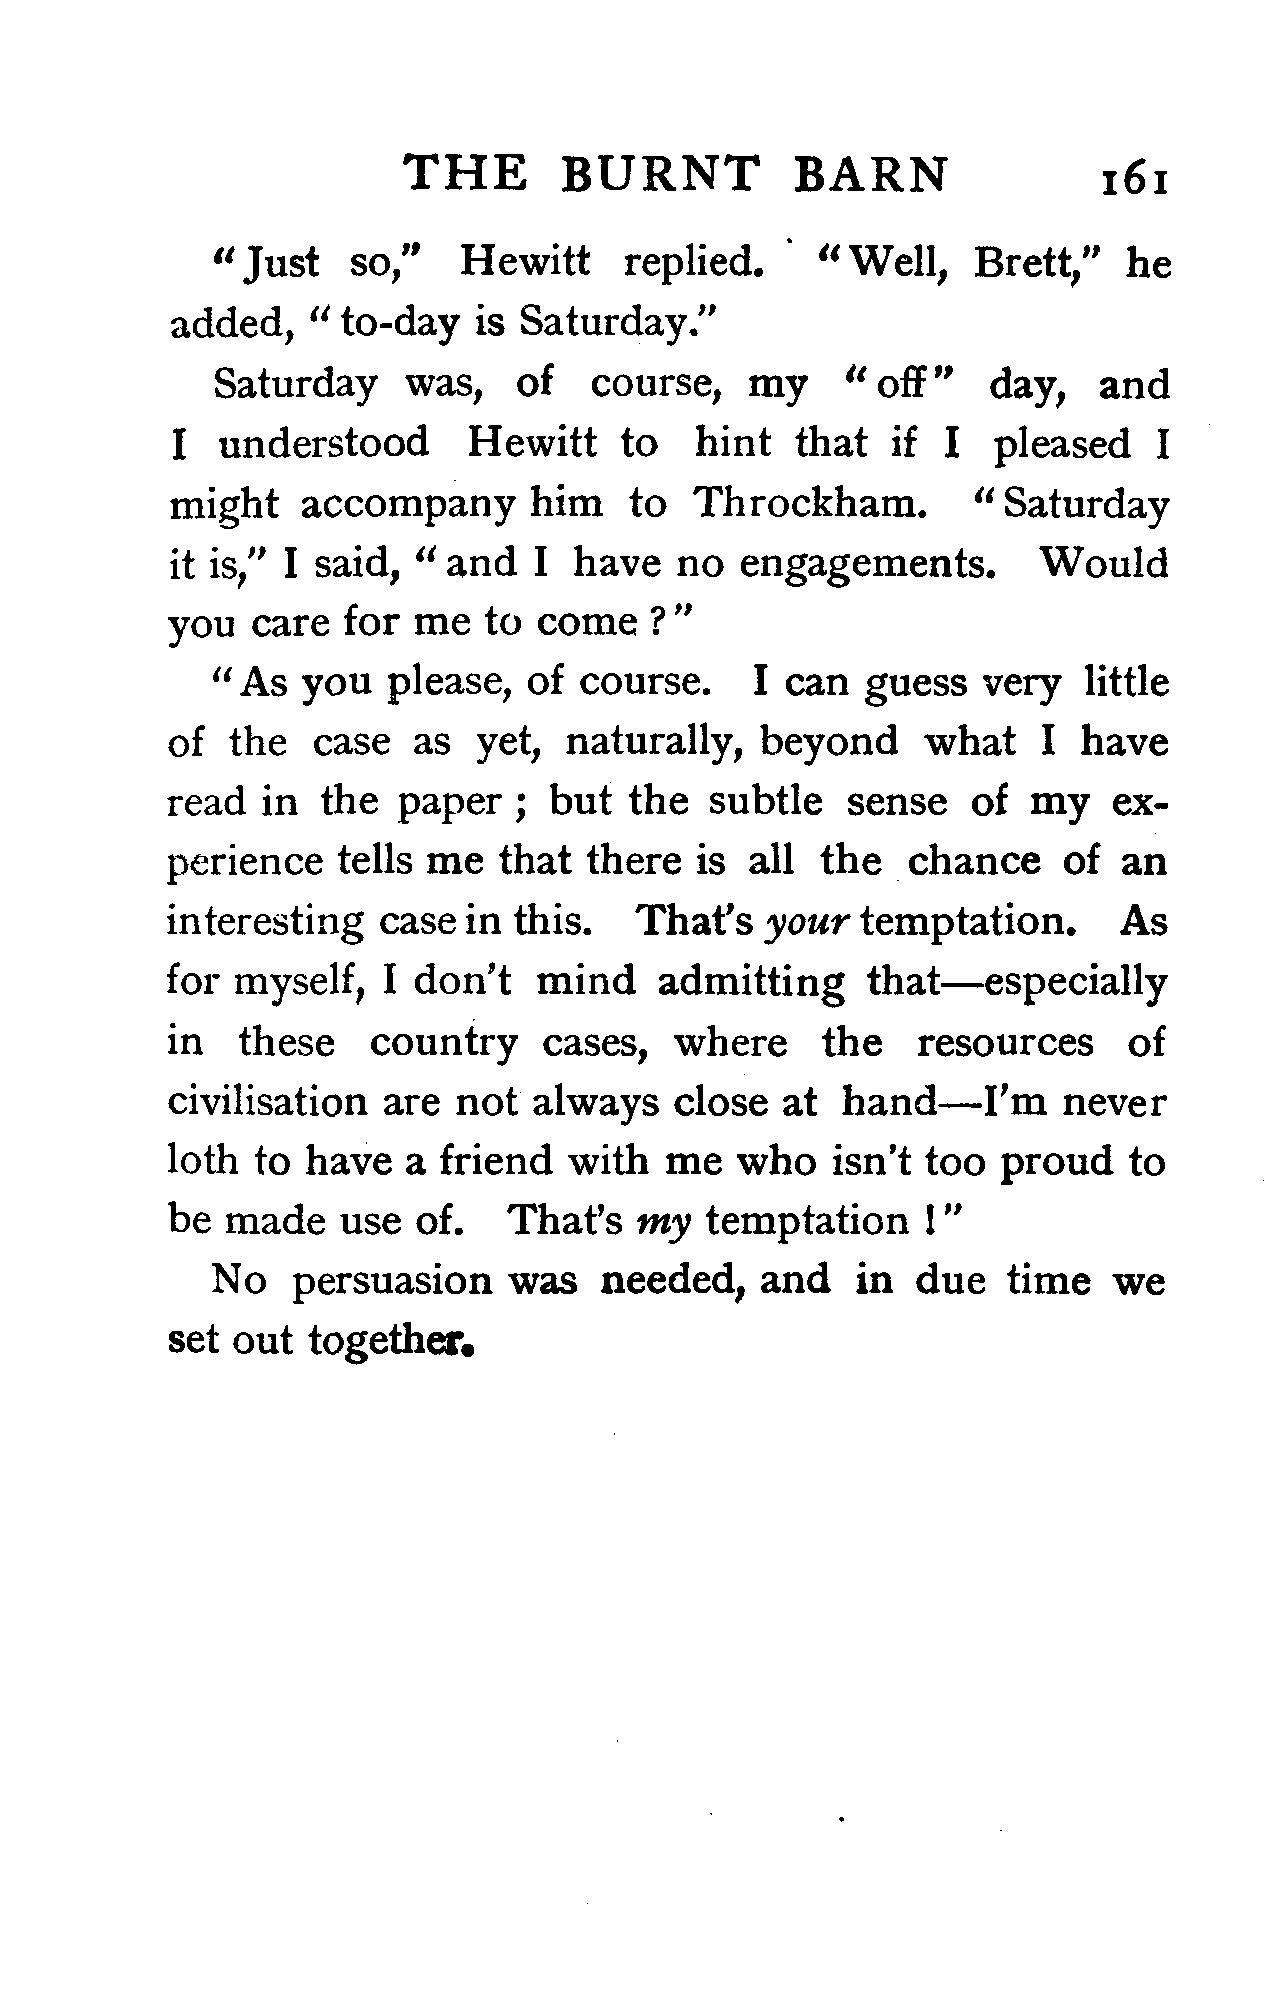 THE BURNT BARN 161
"Just so," Hewitt replied. "Well, Brett," he
added, "to-day is Saturday."
Saturday was, of course, my "off" day, and
I understood Hewitt to hint that if I pleased I
might accompany him to Throckham. "Saturday
it is," I said, "and I have no engagements. Would
you care for me to come ?"
"As you please, of course. I can guess very little
of the case as yet, naturally, beyond what I have
read in the paper ; but the subtle sense of my ex-
perience tells me that there is all the chance of an
interesting case in this. That's your temptation. As
for myself, I don't mind admitting that—especially
in these country cases, where the resources of
civilisation are not always close at hand—I'm never
loth to have a friend with me who isn't too proud to
be made use of. That's my temptation !"
No persuasion was needed, and in due time we
set out together.